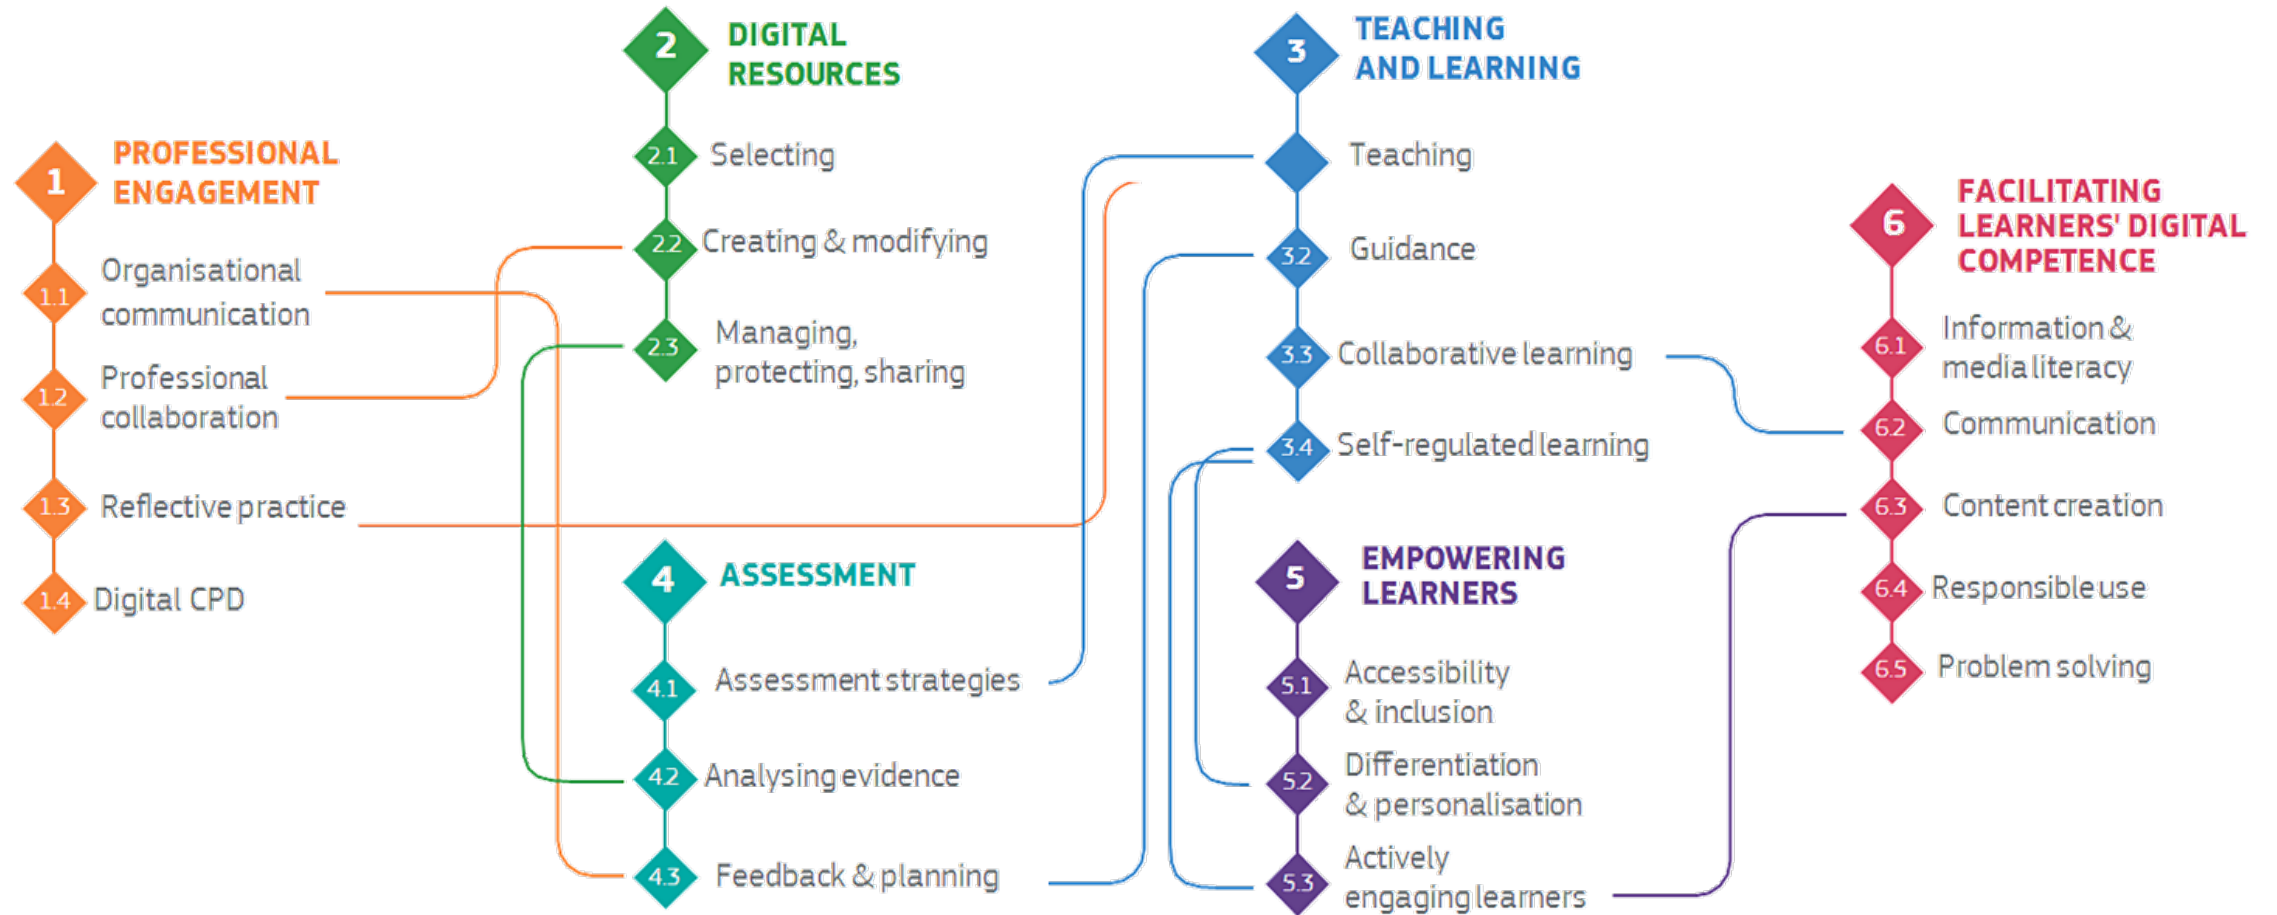 1
PROFESSIONAL
ENGAGEMENT
1.1
Organisational
communication
1.2
Professional
collaboration
1.3
Reflective practice
1.4
Digital CPD
2
DIGITAL
RESOURCES
2.1
Selecting
2.2
Creating & modifying
2.3
Managing,
protecting, sharing
3
TEACHING
AND LEARNING
Teaching
3.2
Guidance
3.3
Collaborative learning
3.4
Self-regulated learning
4
ASSESSMENT
4.1
Assessment strategies
4.2
Analysing evidence
4.3
Feedback & planning
5
EMPOWERING
LEARNERS
5.1
Accessibility
& inclusion
5.2
Differentiation
& personalisation
5.3
Actively
engaging learners
6
FACILITATING
LEARNERS' DIGITAL
COMPETENCE
6.1
Information &
media literacy
6.2
Communication
6.3
Content creation
6.4
Responsible use
6.5
Problem solving